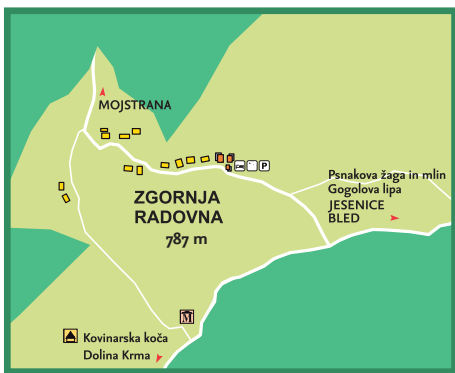 MOJSTRANA
P
Psnakova žaga in mlin
Gogolova lipa
JESENICE
BLED
ZGORNJA
RADOVNA
787 m
M
Kovinarska koča
Dolina Krma